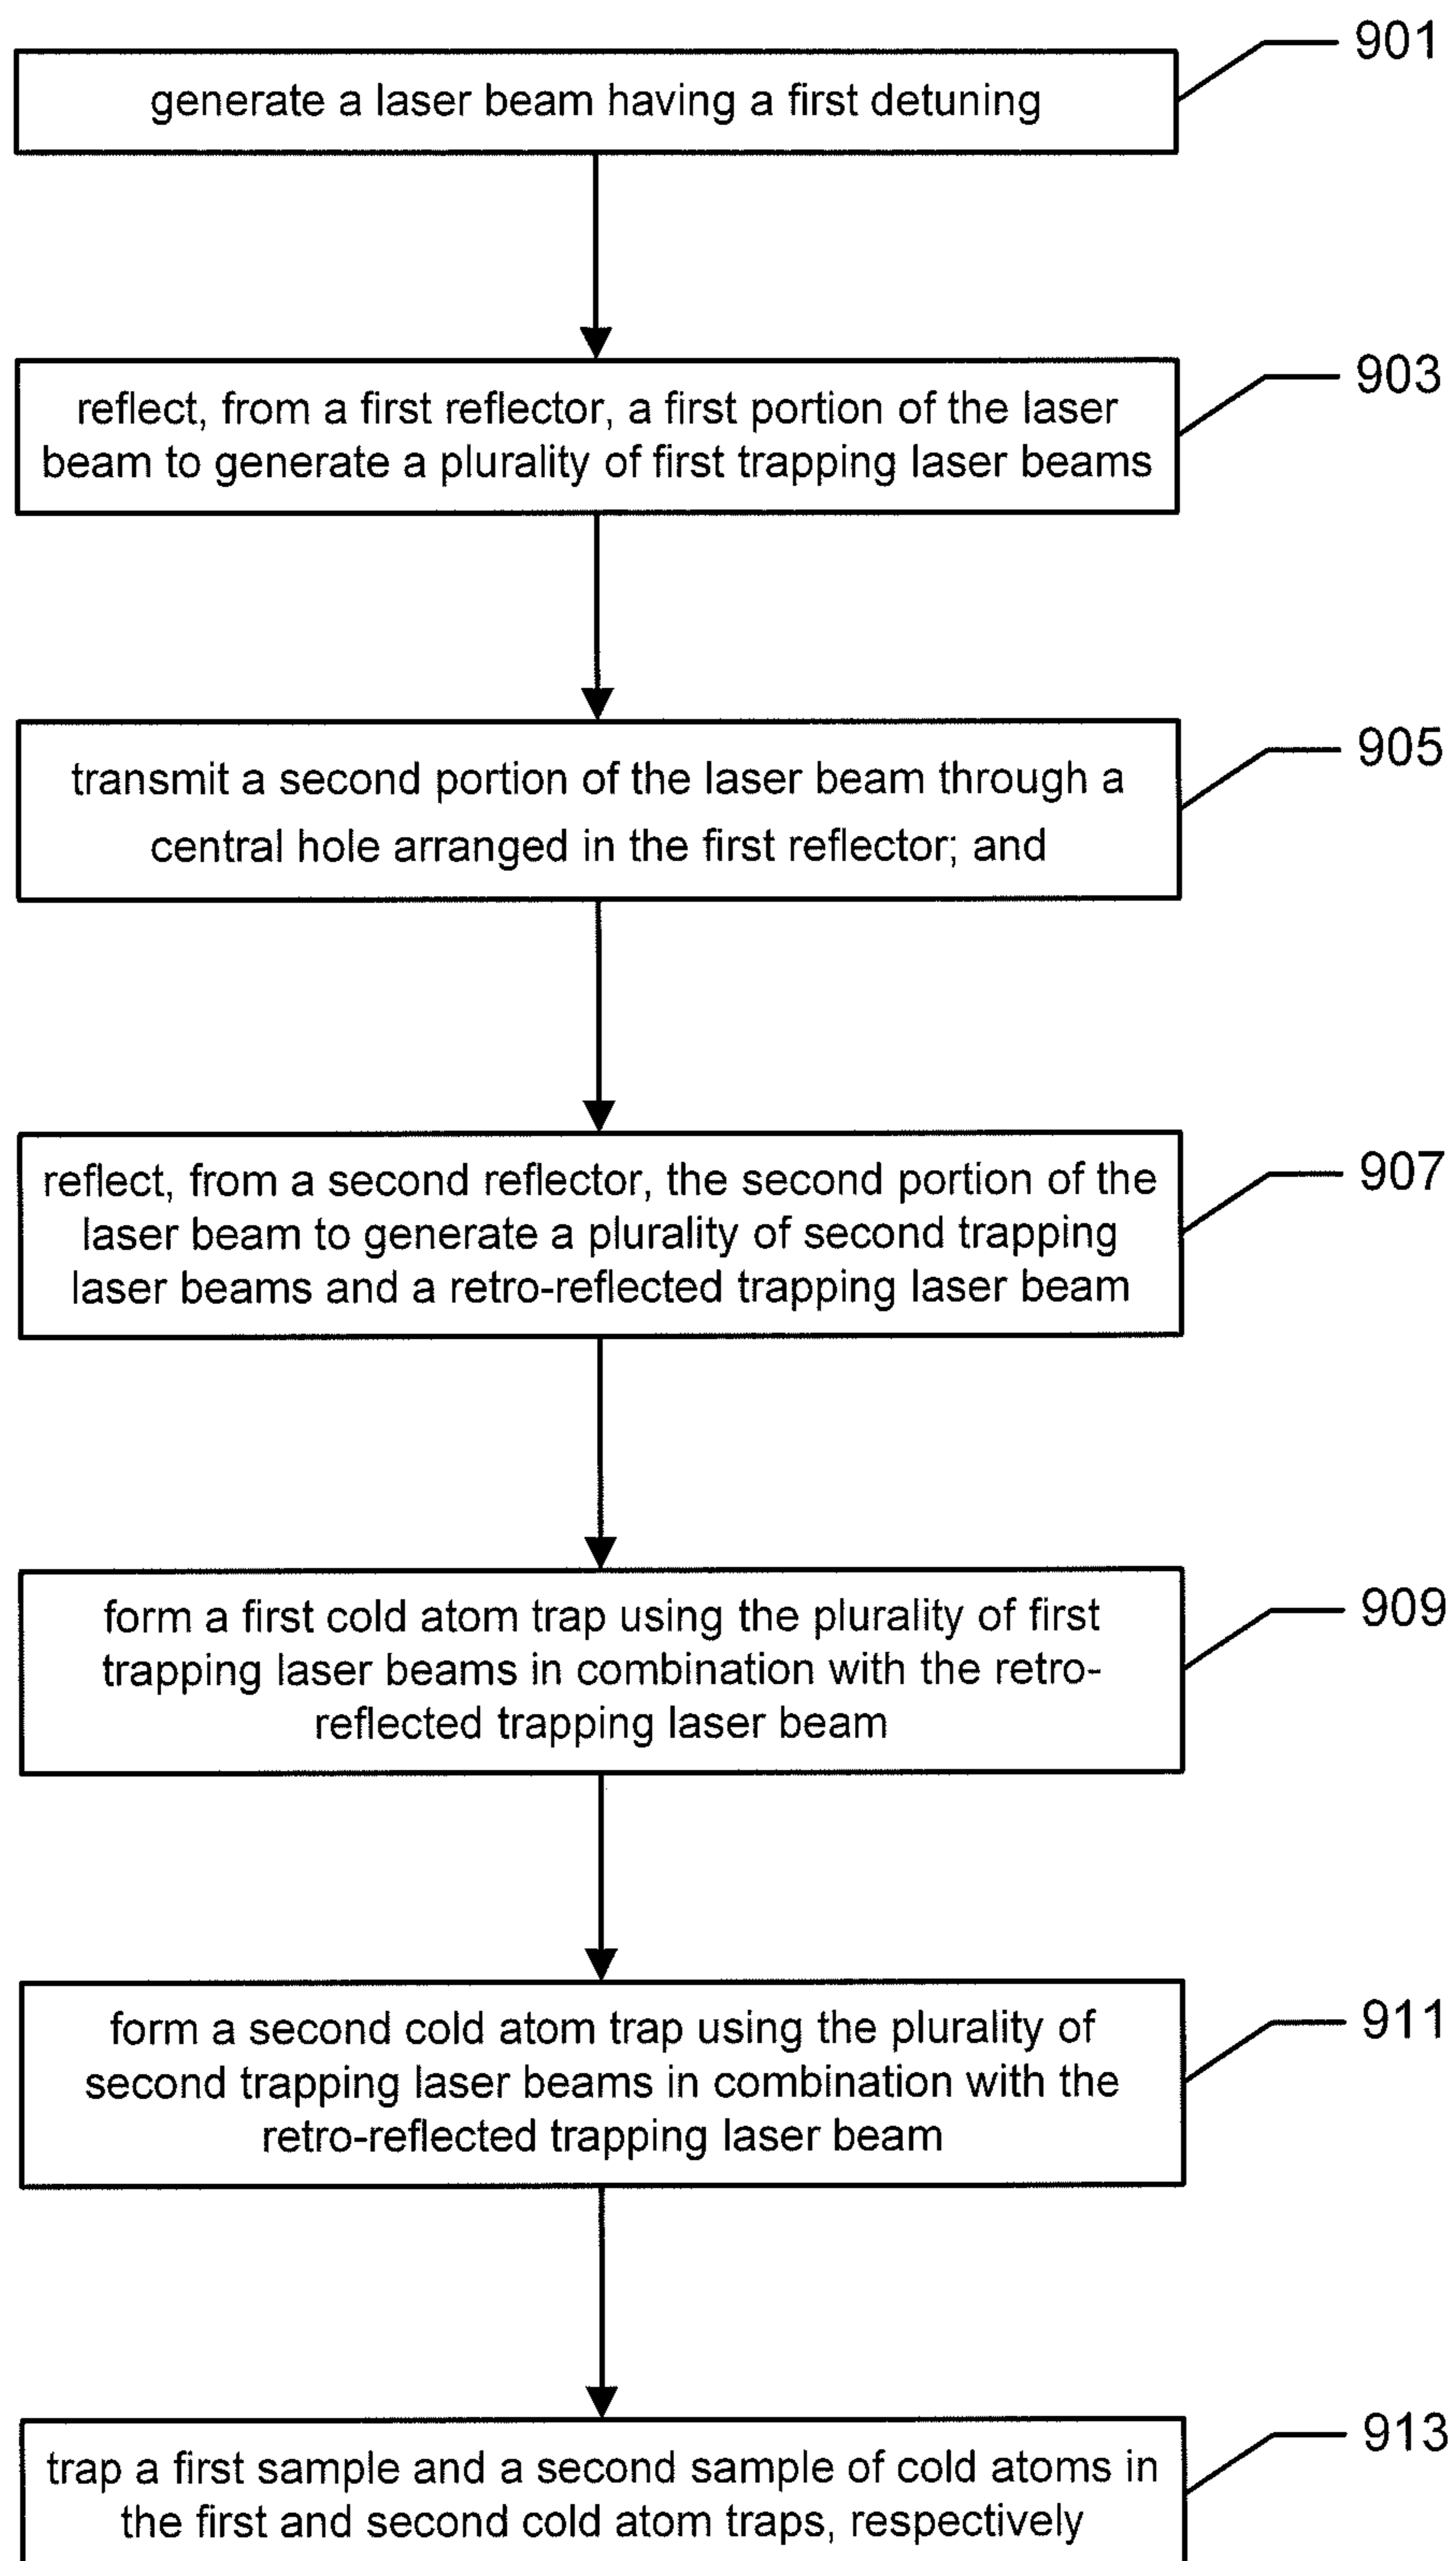 901
generate a laser beam having a first detuning
903
reflect, from a first reflector, a first portion of the laser
beam to generate a plurality of first trapping laser beams
905
transmit a second portion of the laser beam through a
central hole arranged in the first reflector; and
907
reflect, from a second reflector, the second portion of the
laser beam to generate a plurality of second trapping
laser beams and a retro-reflected trapping laser beam
909
form a first cold atom trap using the plurality of first
trapping laser beams in combination with the retro-
reflected trapping laser beam
911
form a second cold atom trap using the plurality of
second trapping laser beams in combination with the
retro-reflected trapping laser beam
913
trap a first sample and a second sample of cold atoms in
the first and second cold atom traps, respectively